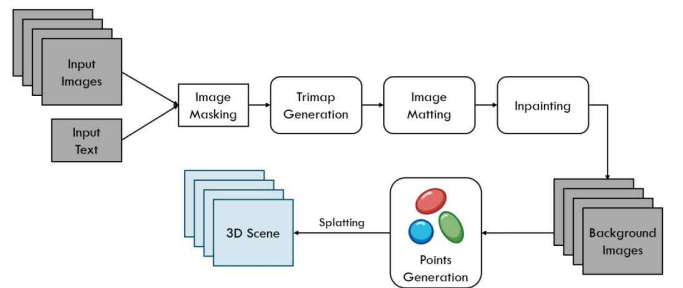 Input
Images
Input
Text
Image
Masking
Trimap
Generation
Image
Matting
Inpainting
Background
Images
Points
Generation
Splatting
3D Scene